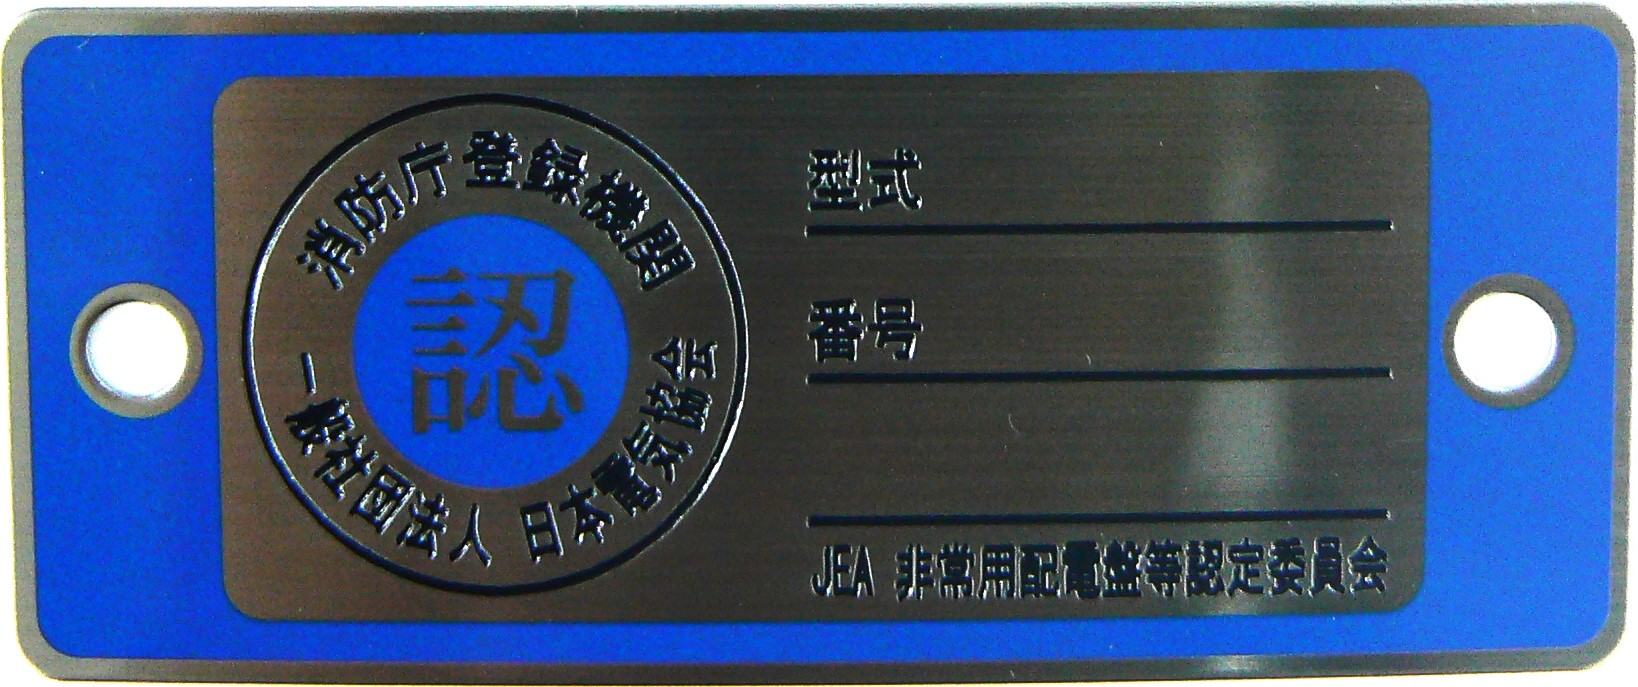 消防庁登録機関
認
一般社団法人 日本電気協会
型式
番号
JEA 非常用配電盤等認定委員会